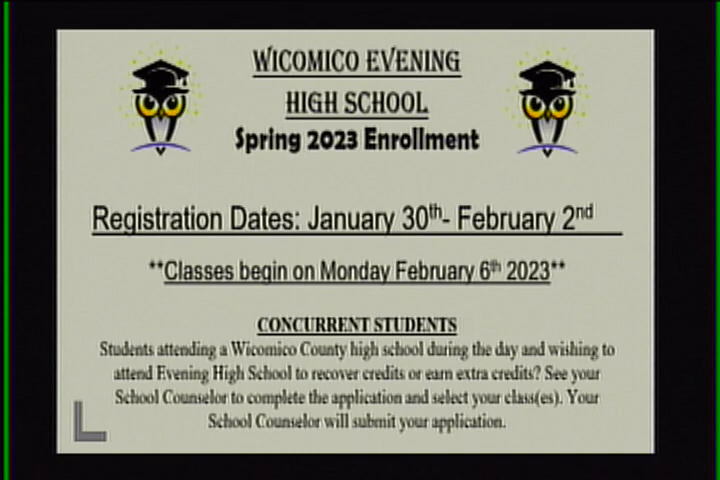 WICOMICO EVENING
HIGH SCHOOL
Spring 2023 Enrollment
Registration Dates: January 30th- February 2nd
**Classes begin on Monday February 6th 2023**
CONCURRENT STUDENTS
Students attending a Wicomico County high school during the day and wishing to
attend Evening High School to recover credits or earn extra credits? See your
School Counselor to complete the application and select your class(es). Your
School Counselor will submit your application.